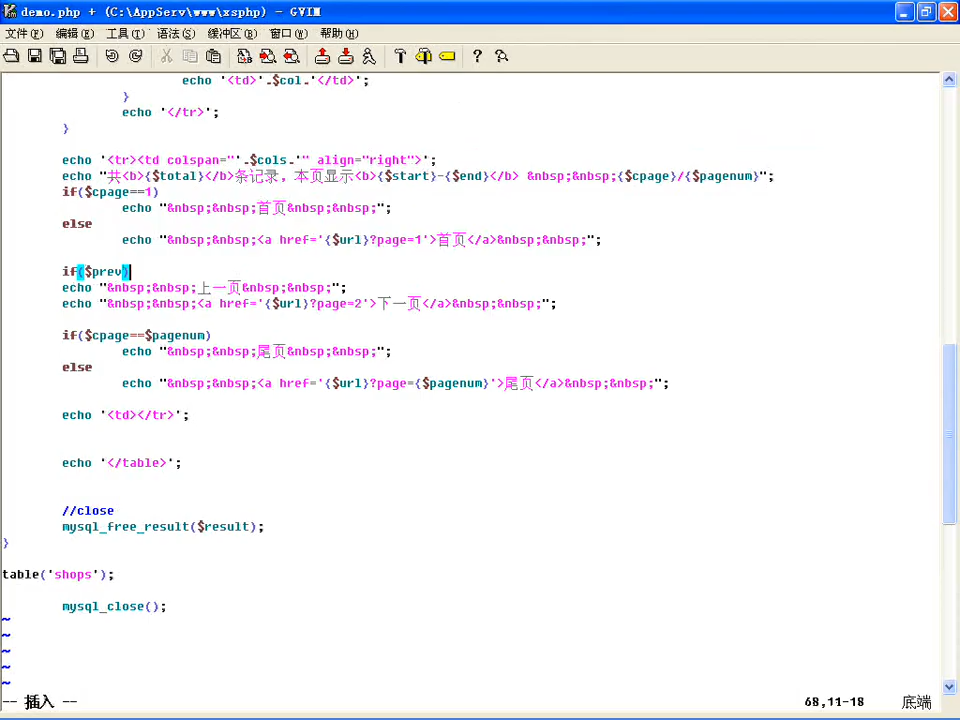 demo.php + (C:\AppServ\www\xsphp) - GVIM
文件(F) 编辑(E) 工具(T) 语法(S) 缓冲区(B) 窗口(W) 帮助(H)
echo '<td>'.$col.'</td>';
}
echo '</tr>';
}
echo '<tr><td colspan="'.$cols.'" align="right">';
echo "共<b>{$total}</b>条记录，本页显示<b>{$start}-{$end}</b> &nbsp;&nbsp;{$cpage}/{$pagenum}";
if($cpage==1)
echo "&nbsp;&nbsp;首页&nbsp;&nbsp;";
else
echo "&nbsp;&nbsp;<a href='{$url}?page=1'>首页</a>&nbsp;&nbsp;";
if($prev)
echo "&nbsp;&nbsp;上一页&nbsp;&nbsp;";
echo "&nbsp;&nbsp;<a href='{$url}?page=2'>下一页</a>&nbsp;&nbsp;";
if($cpage==$pagenum)
echo "&nbsp;&nbsp;尾页&nbsp;&nbsp;";
else
echo "&nbsp;&nbsp;<a href='{$url}?page={$pagenum}'>尾页</a>&nbsp;&nbsp;";
echo '<td></tr>';
echo '</table>';
//close
mysql_free_result($result);
}
table('shops');
mysql_close();
~
~
~
~
~
-- 插入 -- 68,11-18 底端